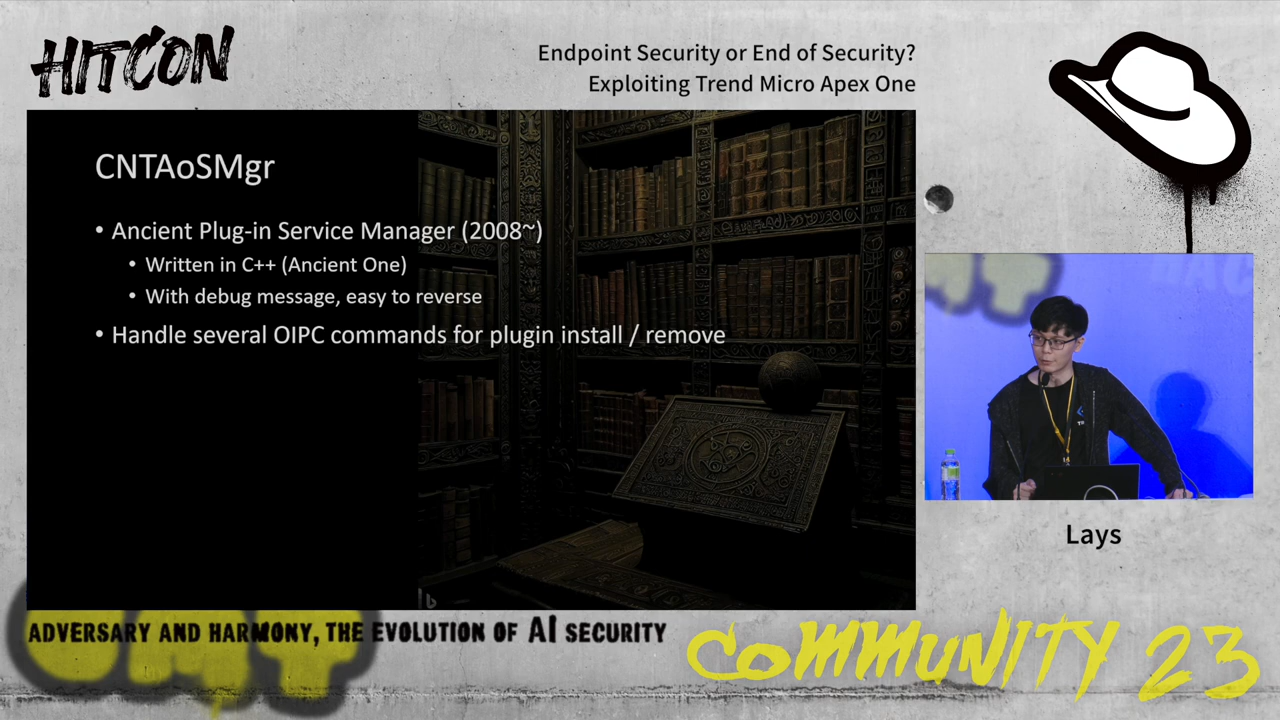 HITCON
Endpoint Security or End of Security?
Exploiting Trend Micro Apex One
CNTAoSMgr
• Ancient Plug-in Service Manager (2008~)
• Written in C++ (Ancient One)
• With debug message, easy to reverse
• Handle several OIPC commands for plugin install / remove
Lays
ADVERSARY AND HARMONY, THE EVOLUTION OF AI SECURITY
COMMUNITY 23